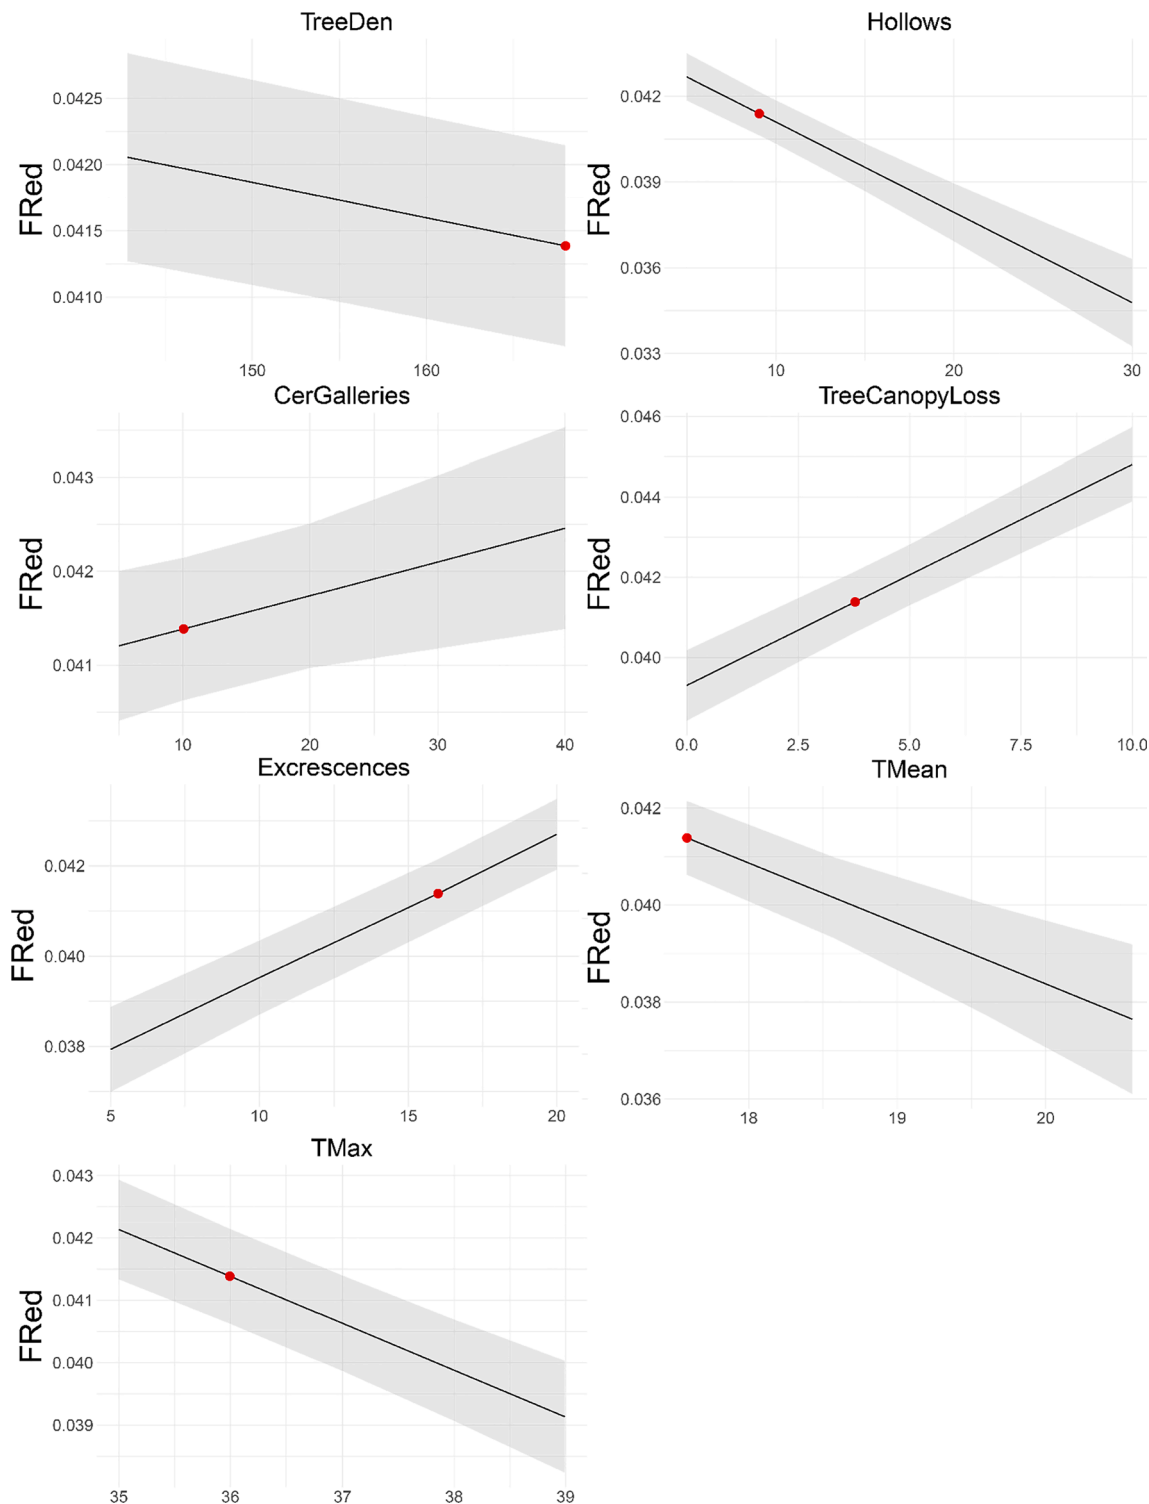 TreeDen
FRed
0.0425
0.0420
0.0415
0.0410
150 160
Hollows
FRed
0.042
0.039
0.036
0.033
10 20 30
CerGalleries
FRed
0.043
0.042
0.041
10 20 30 40
TreeCanopyLoss
FRed
0.046
0.044
0.042
0.040
0.0 2.5 5.0 7.5 10.0
Excrescences
FRed
0.042
0.040
0.038
5 10 15 20
TMean
FRed
0.042
0.040
0.038
0.036
18 19 20
TMax
FRed
0.043
0.042
0.041
0.040
0.039
35 36 37 38 39